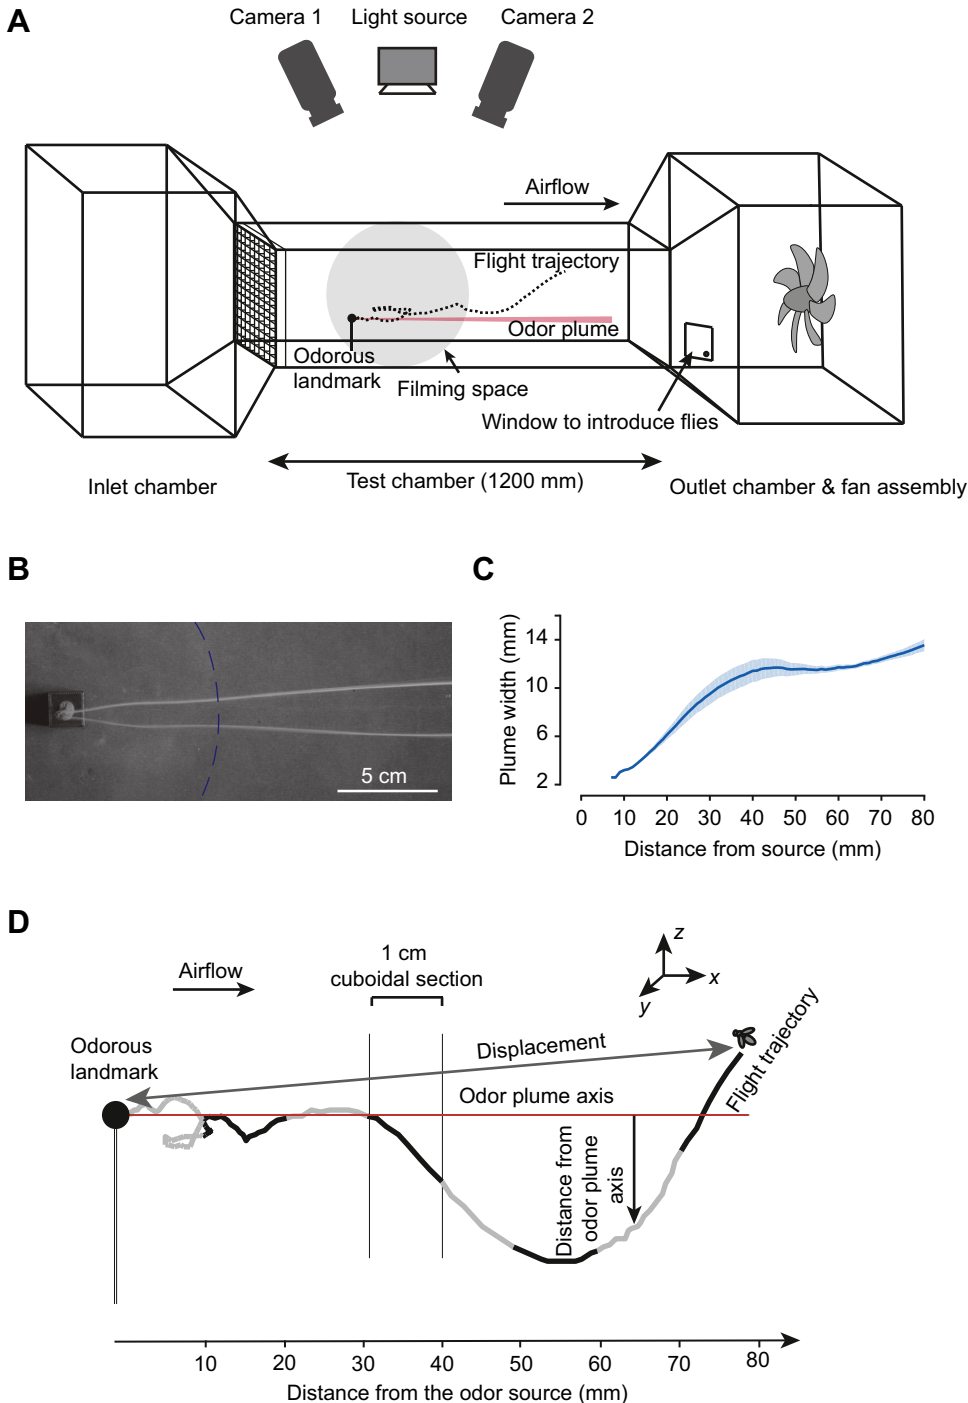 A
Camera 1 Light source Camera 2
Airflow
Flight trajectory
Odor plume
Odorous
landmark
Filming space
Window to introduce flies
Inlet chamber
Test chamber (1200 mm)
Outlet chamber & fan assembly
B
5 cm
C
Plume width (mm)
14
10
6
2
0 10 20 30 40 50 60 70 80
Distance from source (mm)
D
Airflow
1 cm
cuboidal section
z
x
y
Odorous
landmark
Displacement
Flight trajectory
Odor plume axis
Distance from
odor plume
axis
10 20 30 40 50 60 70 80
Distance from the odor source (mm)